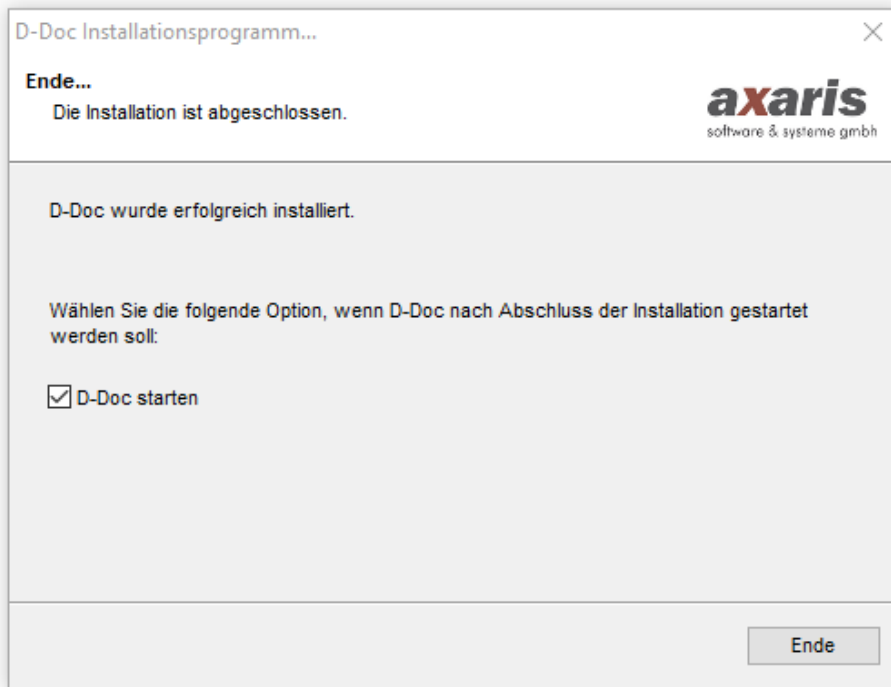 D-Doc Installationsprogramm...
Ende...
Die Installation ist abgeschlossen.
axaris
software & systeme gmbh
D-Doc wurde erfolgreich installiert.
Wählen Sie die folgende Option, wenn D-Doc nach Abschluss der Installation gestartet
werden soll:
D-Doc starten
Ende